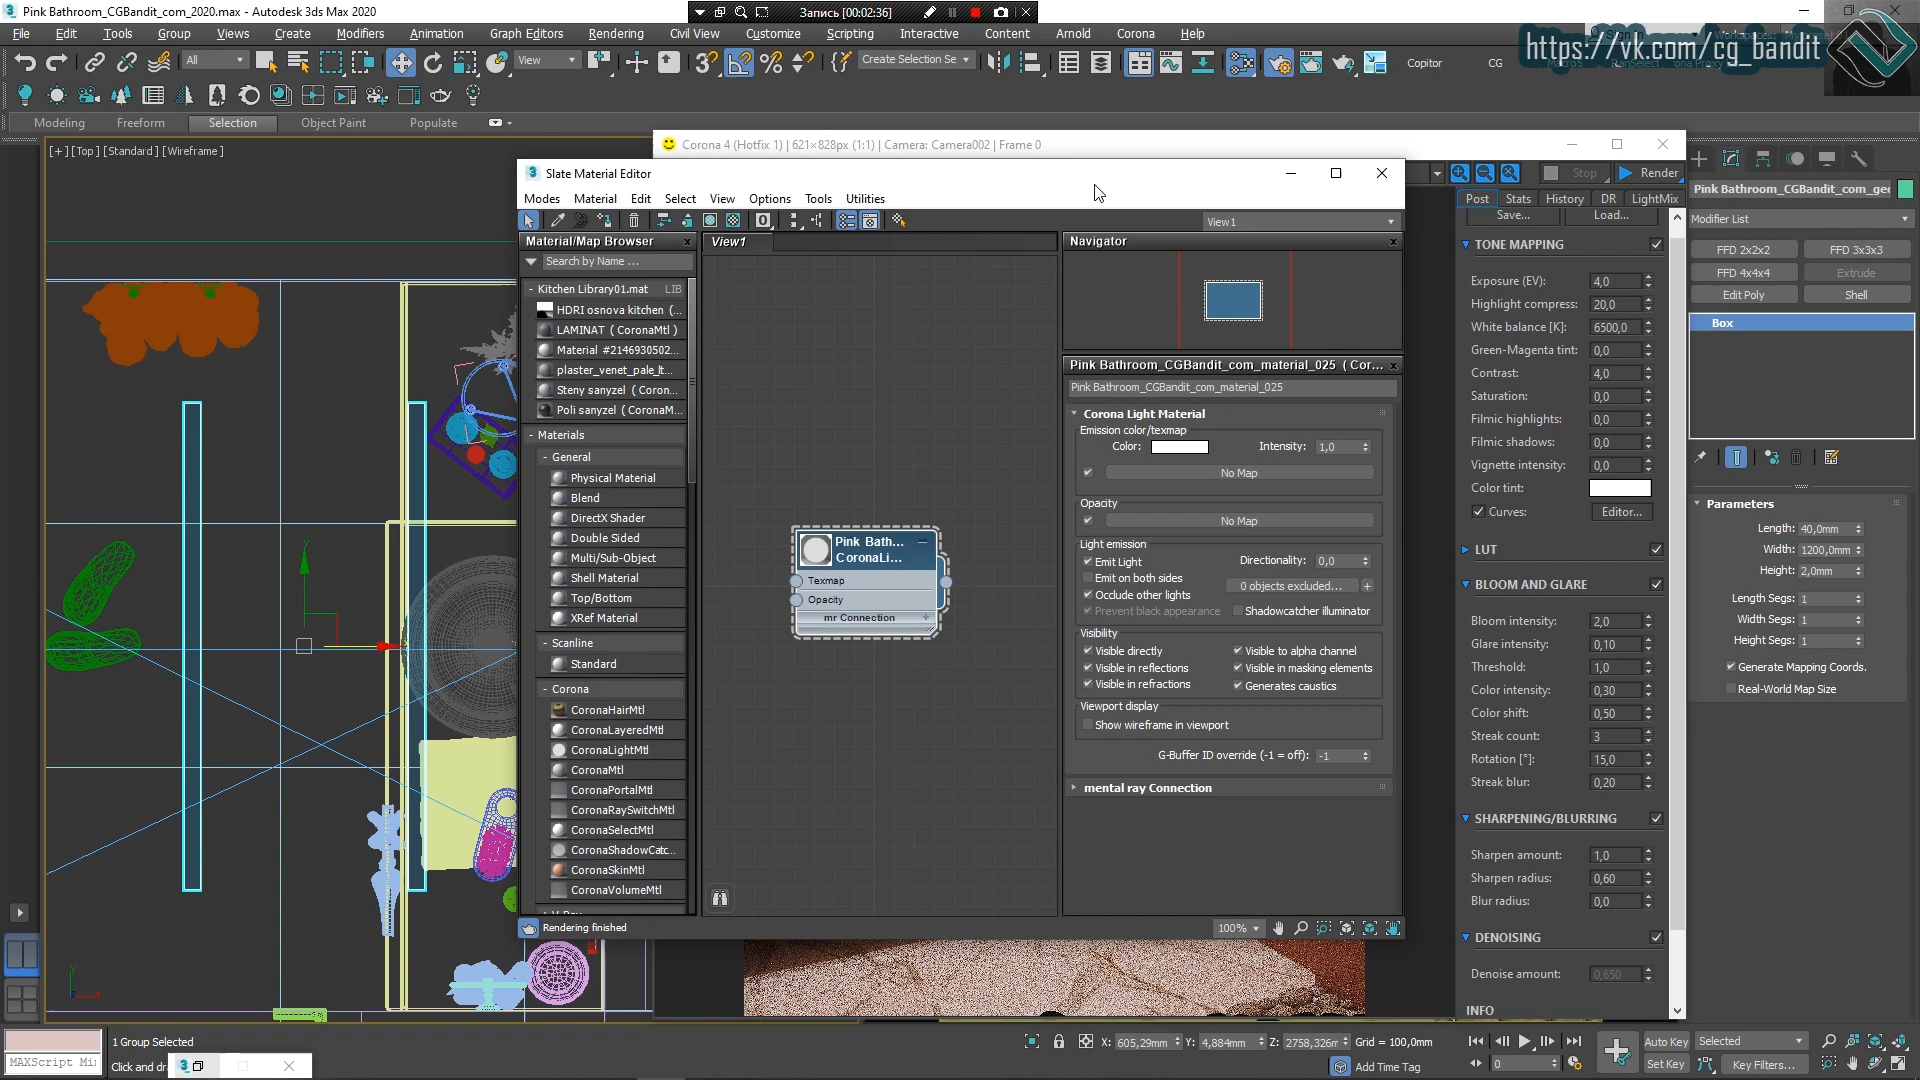 Pink Bathroom_CGBandit_com_2020.max - Autodesk 3ds Max 2020
Запись [00:02:36]
File Edit Tools Group Views Create Modifiers Animation Graph Editors Rendering Civil View Customize Scripting Interactive Content Arnold Corona Help
https://vk.com/cg_bandit
All
View
Create Selection Se
Copitor
CG
Modeling Freeform Selection Object Paint Populate
[+] [Top] [Standard] [Wireframe]
Corona 4 (Hotfix 1) | 621×828px (1:1) | Camera: Camera002 | Frame 0
Stop
Render
Post Stats History DR LightMix
Save... Load...
TONE MAPPING
Exposure (EV): 4,0
Highlight compress: 20,0
White balance [K]: 6500,0
Green-Magenta tint: 0,0
Contrast: 4,0
Saturation: 0,0
Filmic highlights: 0,0
Filmic shadows: 0,0
Vignette intensity: 0,0
Color tint:
Curves: Editor...
LUT
BLOOM AND GLARE
Bloom intensity: 2,0
Glare intensity: 0,10
Threshold: 1,0
Color intensity: 0,30
Color shift: 0,50
Streak count: 3
Rotation [°]: 15,0
Streak blur: 0,20
SHARPENING/BLURRING
Sharpen amount: 1,0
Sharpen radius: 0,60
Blur radius: 0,0
DENOISING
Denoise amount: 0,650
INFO
Slate Material Editor
Modes Material Edit Select View Options Tools Utilities
View1
Material/Map Browser
Search by Name ...
- Kitchen Library01.mat LIB
HDRI osnova kitchen (...
LAMINAT ( CoronaMtl )
Material #2146930502...
plaster_venet_pale_lt...
Steny sanyzel ( Coron...
Poli sanyzel ( CoronaM...
- Materials
- General
Physical Material
Blend
DirectX Shader
Double Sided
Multi/Sub-Object
Shell Material
Top/Bottom
XRef Material
- Scanline
Standard
- Corona
CoronaHairMtl
CoronaLayeredMtl
CoronaLightMtl
CoronaMtl
CoronaPortalMtl
CoronaRaySwitchMtl
CoronaSelectMtl
CoronaShadowCatc...
CoronaSkinMtl
CoronaVolumeMtl
View1
Pink Bath...
CoronaLi...
Texmap
Opacity
mr Connection +
Navigator
Pink Bathroom_CGBandit_com_material_025 ( Cor...
Pink Bathroom_CGBandit_com_material_025
Corona Light Material
Emission color/texmap
Color: Intensity: 1,0
No Map
Opacity
No Map
Light emission
Emit Light Directionality: 0,0
Emit on both sides 0 objects excluded... +
Occlude other lights
Prevent black appearance Shadowcatcher illuminator
Visibility
Visible directly Visible to alpha channel
Visible in reflections Visible in masking elements
Visible in refractions Generates caustics
Viewport display
Show wireframe in viewport
G-Buffer ID override (-1 = off): -1
mental ray Connection
Rendering finished
100%
Pink Bathroom_CGBandit_com_geo
Modifier List
FFD 2x2x2 FFD 3x3x3
FFD 4x4x4 Extrude
Edit Poly Shell
Box
Parameters
Length: 40,0mm
Width: 1200,0mm
Height: 2,0mm
Length Segs: 1
Width Segs: 1
Height Segs: 1
Generate Mapping Coords.
Real-World Map Size
1 Group Selected
MAXScript Mi
Click and dr
X: 605,29mm Y: 4,884mm Z: 2758,326m Grid = 100,0mm
Add Time Tag
0
Auto Key Selected
Set Key Key Filters...